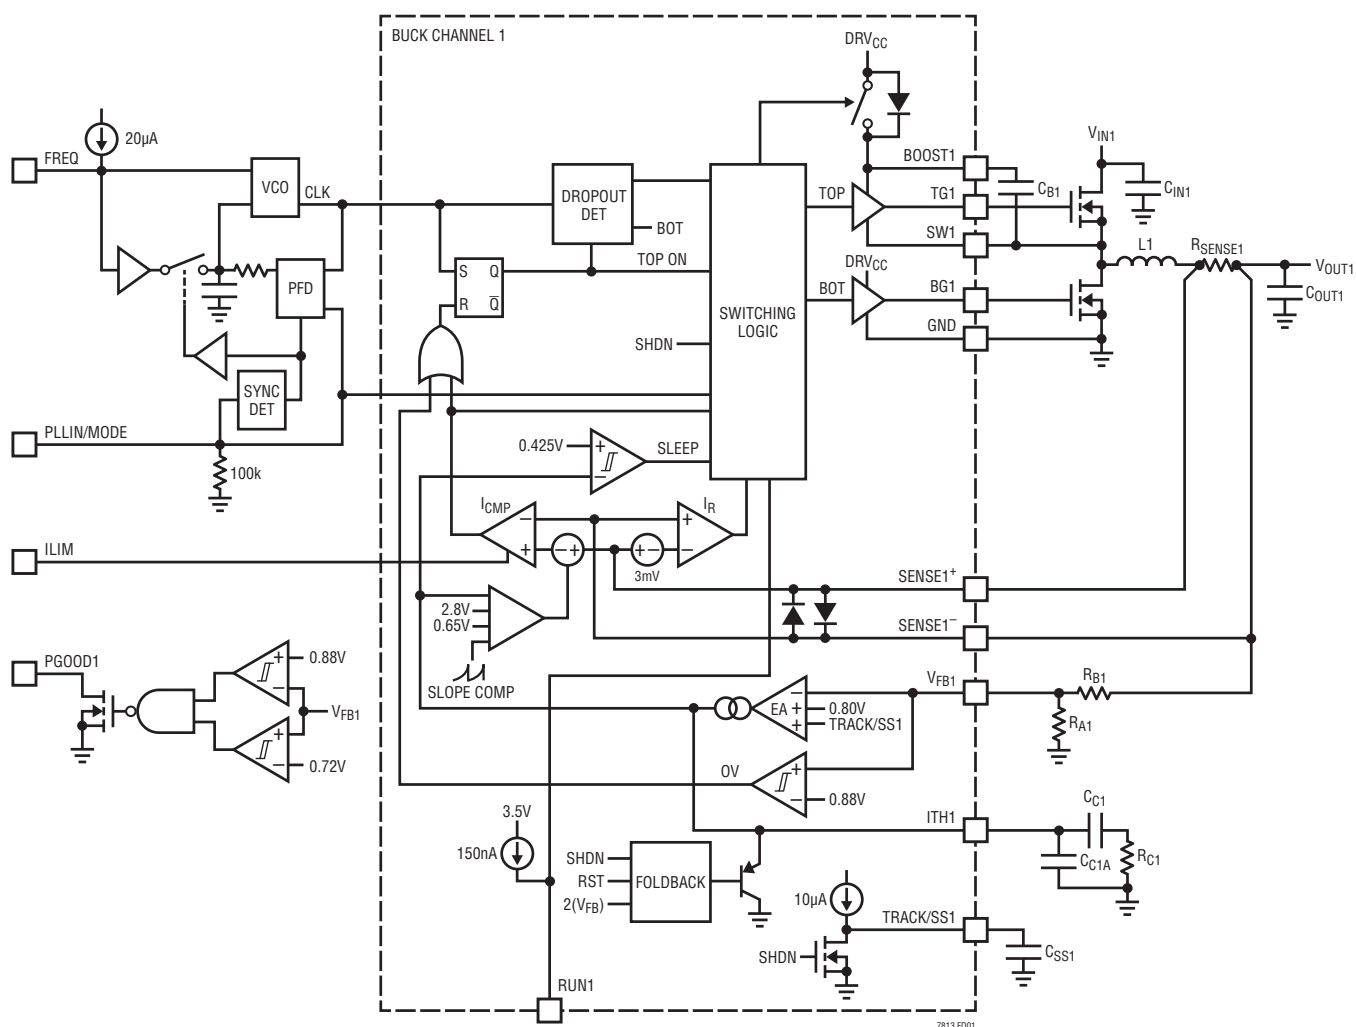 BUCK CHANNEL 1
DRVCC
20µA
FREQ
VCO
CLK
DROPOUT
DET
BOT
TOP ON
S
Q
R
Q̅
PFD
SYNC
DET
PLLIN/MODE
100k
SHDN
SWITCHING
LOGIC
TOP
BOT
DRVCC
BOOST1
TG1
SW1
BG1
GND
CB1
VIN1
CIN1
L1
RSENSE1
VOUT1
COUT1
0.425V
+
−
SLEEP
ICMP
−
+
− +
+ −
3mV
IR
+
−
ILIM
2.8V
0.65V
SLOPE COMP
SENSE1+
SENSE1−
PGOOD1
+
−
0.88V
VFB1
+
−
0.72V
VFB1
RB1
RA1
EA
−
+
+
0.80V
TRACK/SS1
OV
+
−
0.88V
ITH1
CC1
CC1A
RC1
3.5V
150nA
SHDN
RST
2(VFB)
FOLDBACK
10µA
TRACK/SS1
SHDN
CSS1
RUN1
7813 FD01